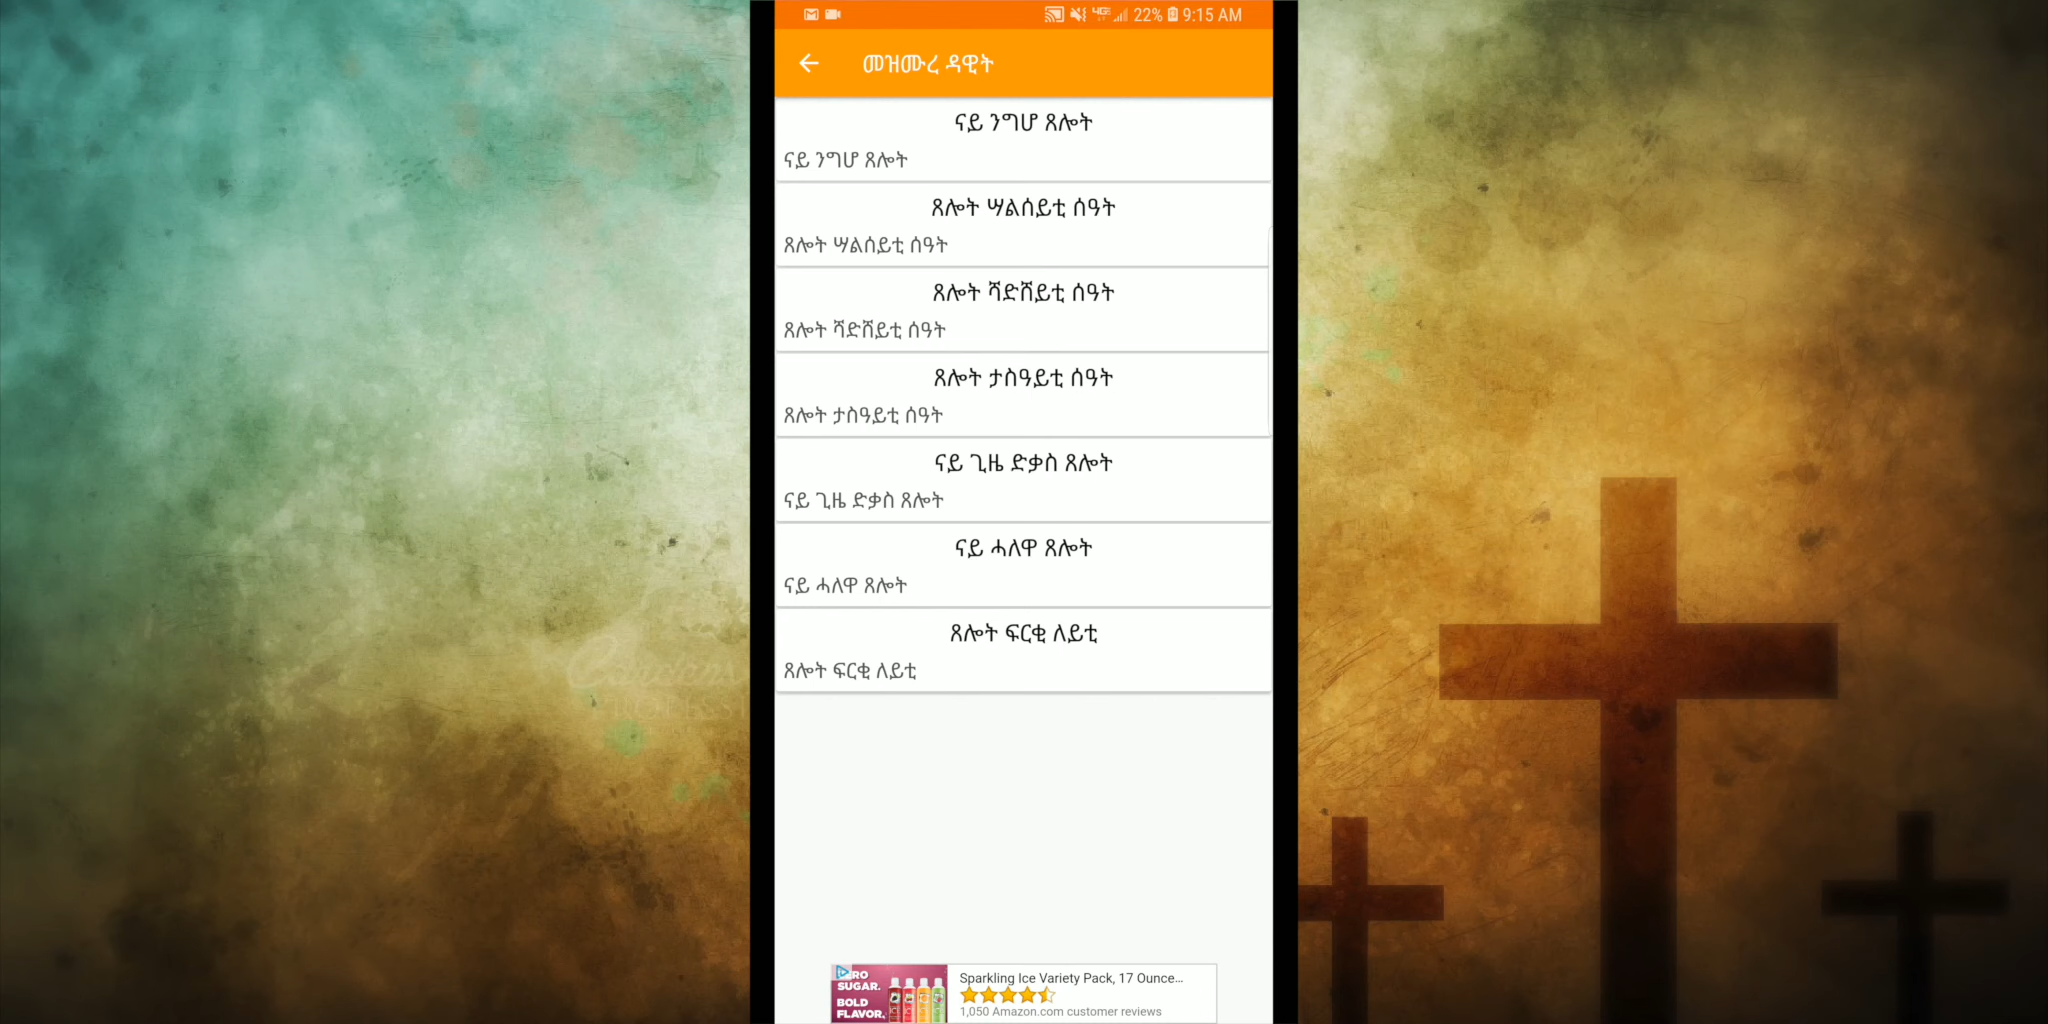 22% 9:15 AM
መዝሙረ ዳዊት
ናይ ንግሆ ጸሎት
ናይ ንግሆ ጸሎት
ጸሎት ሣልሰይቲ ሰዓት
ጸሎት ሣልሰይቲ ሰዓት
ጸሎት ሻድሸይቲ ሰዓት
ጸሎት ሻድሸይቲ ሰዓት
ጸሎት ታስዓይቲ ሰዓት
ጸሎት ታስዓይቲ ሰዓት
ናይ ጊዜ ድቃስ ጸሎት
ናይ ጊዜ ድቃስ ጸሎት
ናይ ሓለዋ ጸሎት
ናይ ሓለዋ ጸሎት
ጸሎት ፍርቂ ለይቲ
ጸሎት ፍርቂ ለይቲ
SUGAR.
BOLD
FLAVOR.
Sparkling Ice Variety Pack, 17 Ounce...
1,050 Amazon.com customer reviews